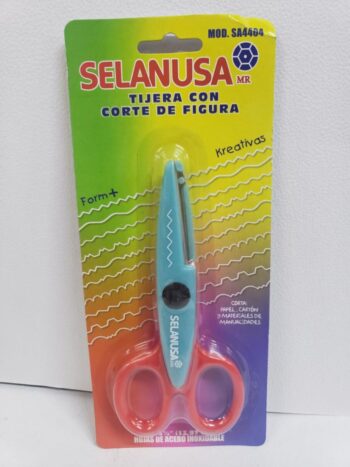 MOD. SA4404
SELANUSA
MR
TIJERA CON
CORTE DE FIGURA
Kreativas
Form+
CORTA:
PAPEL, CARTÓN
Y MATERIALES DE
MANUALIDADES.
SELANUSA
HOJAS DE ACERO INOXIDABLE